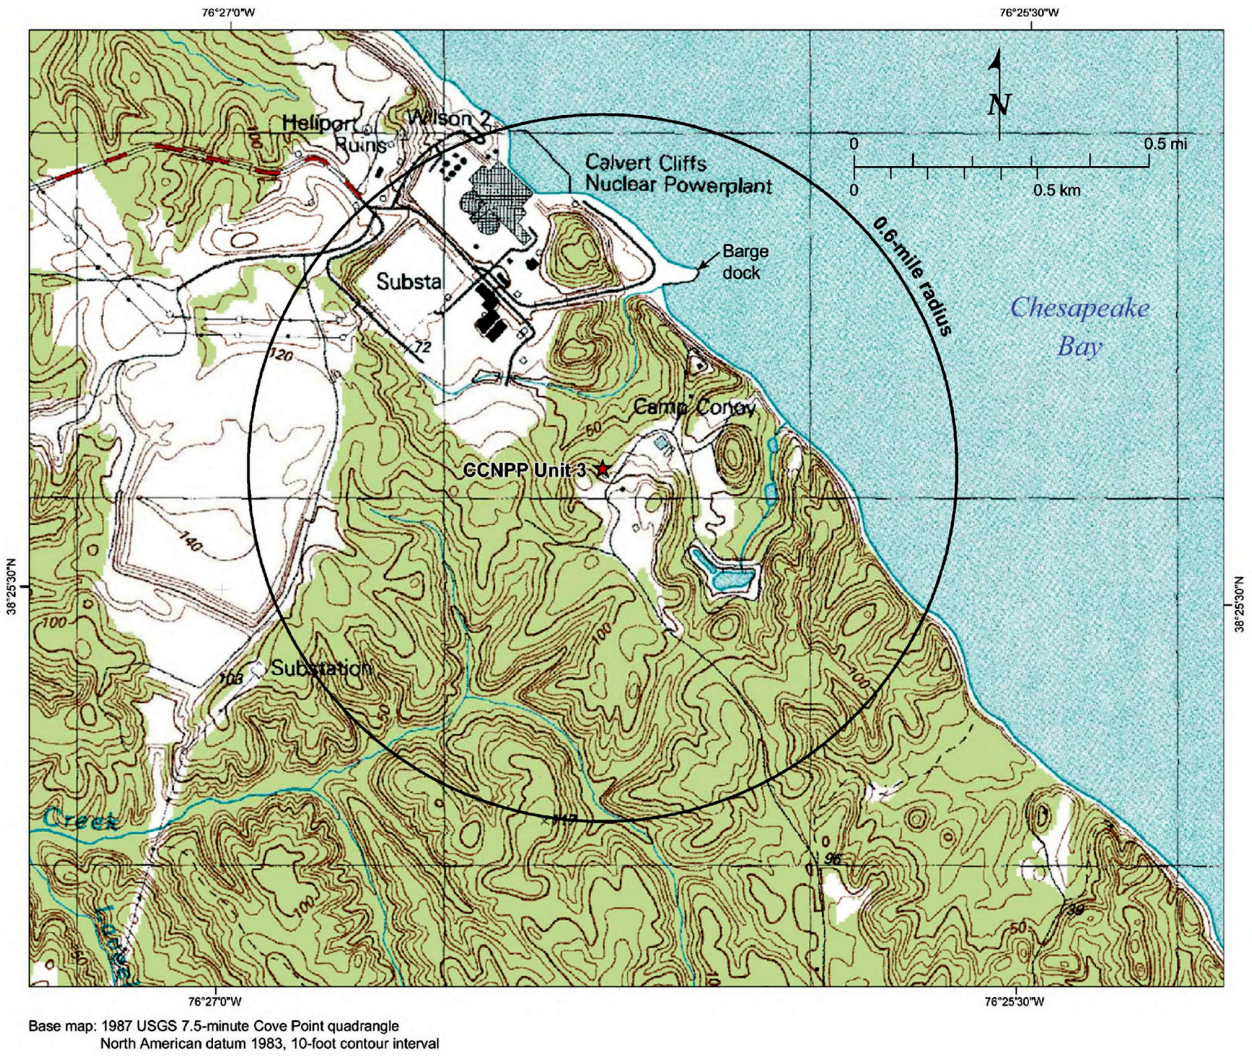 76°27'0"W
76°25'30"W
N
Heliport
Wilson 2
Ruins
100
0
0.5 mi
0
0.5 km
Calvert Cliffs
Nuclear Powerplant
0.6-mile radius
Barge
dock
Substa
Chesapeake
Bay
72
120
Camp Conoy
50
CCNPP Unit 3
140
38°25'30"N
38°25'30"N
100
100
Substation
103
100
50
Creek
96
100
39
50
76°27'0"W
76°25'30"W
Base map: 1987 USGS 7.5-minute Cove Point quadrangle
North American datum 1983, 10-foot contour interval